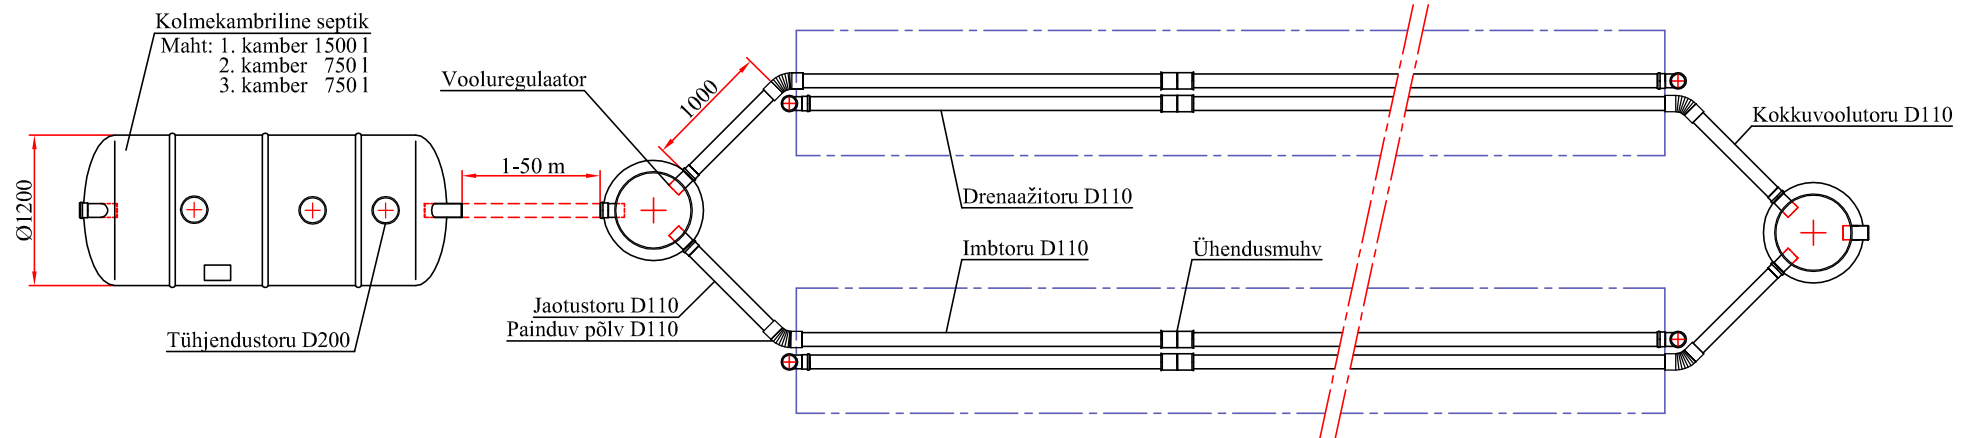 Kolmekambriline septik
Maht: 1. kamber 1500 l
2. kamber 750 l
3. kamber 750 l
Vooluregulaator
1000
Kokkuvoolutoru D110
1-50 m
Ø1200
Drenaažitoru D110
Imbtoru D110
Ühendusmuhv
Jaotustoru D110
Painduv põlv D110
Tühjendustoru D200